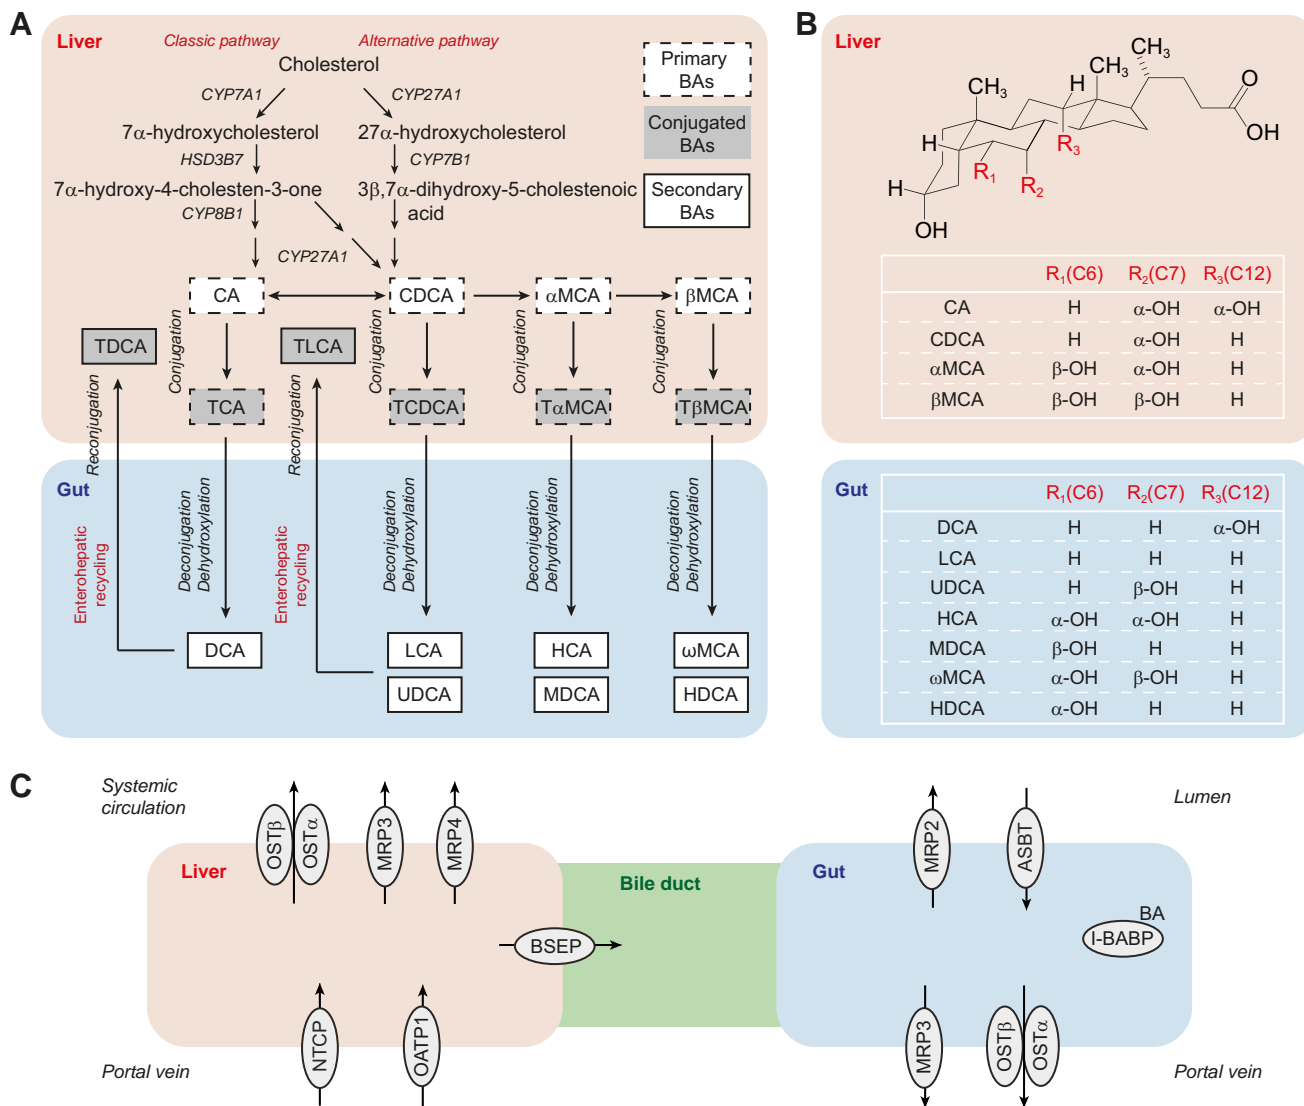 A
Liver
Classic pathway
Alternative pathway
Cholesterol
CYP7A1
CYP27A1
7α-hydroxycholesterol
27α-hydroxycholesterol
HSD3B7
CYP7B1
7α-hydroxy-4-cholesten-3-one
3β,7α-dihydroxy-5-cholestenoic
acid
CYP8B1
CYP27A1
Primary
BAs
Conjugated
BAs
Secondary
BAs
CA
CDCA
αMCA
βMCA
TDCA
TLCA
Conjugation
Conjugation
Conjugation
Conjugation
TCA
TCDCA
TαMCA
TβMCA
Reconjugation
Reconjugation
Gut
Enterohepatic
recycling
Deconjugation
Dehydroxylation
Enterohepatic
recycling
Deconjugation
Dehydroxylation
Deconjugation
Dehydroxylation
Deconjugation
Dehydroxylation
DCA
LCA
HCA
ωMCA
UDCA
MDCA
HDCA
B
Liver
CH3
CH3
CH3
H
O
OH
H
R1
R2
R3
H
OH
R1(C6) R2(C7) R3(C12)
CA H α-OH α-OH
CDCA H α-OH H
αMCA β-OH α-OH H
βMCA β-OH β-OH H
Gut
R1(C6) R2(C7) R3(C12)
DCA H H α-OH
LCA H H H
UDCA H β-OH H
HCA α-OH α-OH H
MDCA β-OH H H
ωMCA α-OH β-OH H
HDCA α-OH H H
C
Systemic
circulation
Lumen
OSTβ
OSTα
MRP3
MRP4
MRP2
ASBT
Liver
Bile duct
Gut
BSEP
BA
I-BABP
NTCP
OATP1
MRP3
OSTβ
OSTα
Portal vein
Portal vein